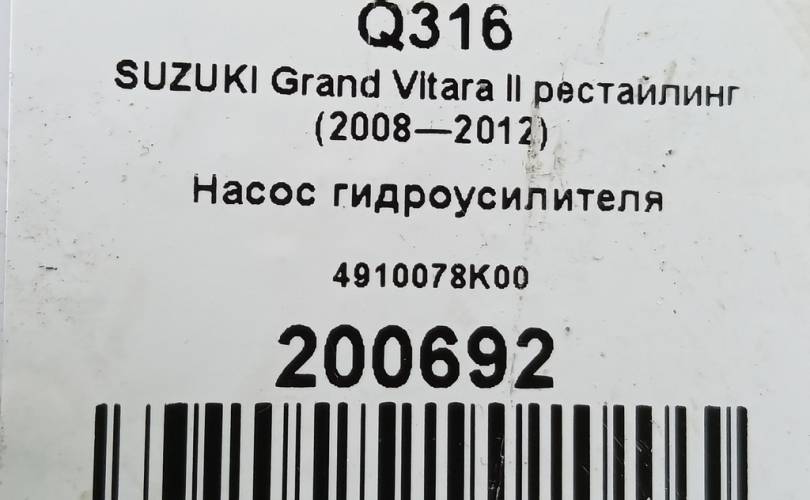 Q316
SUZUKI Grand Vitara II рестайлинг
(2008—2012)
Насос гидроусилителя
4910078K00
200692